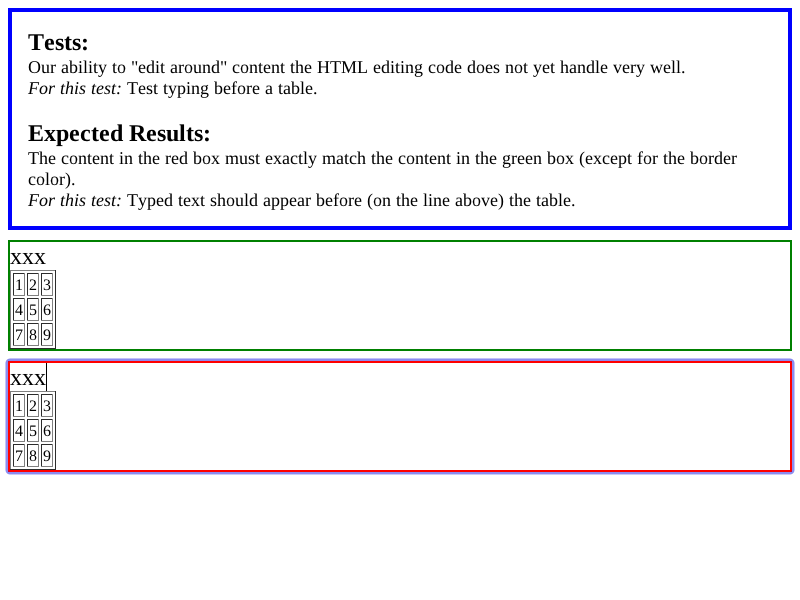 Tests:
Our ability to "edit around" content the HTML editing code does not yet handle very well.
For this test: Test typing before a table.
Expected Results:
The content in the red box must exactly match the content in the green box (except for the border
color).
For this test: Typed text should appear before (on the line above) the table.
xxx
1 2 3
4 5 6
7 8 9
xxx
1 2 3
4 5 6
7 8 9